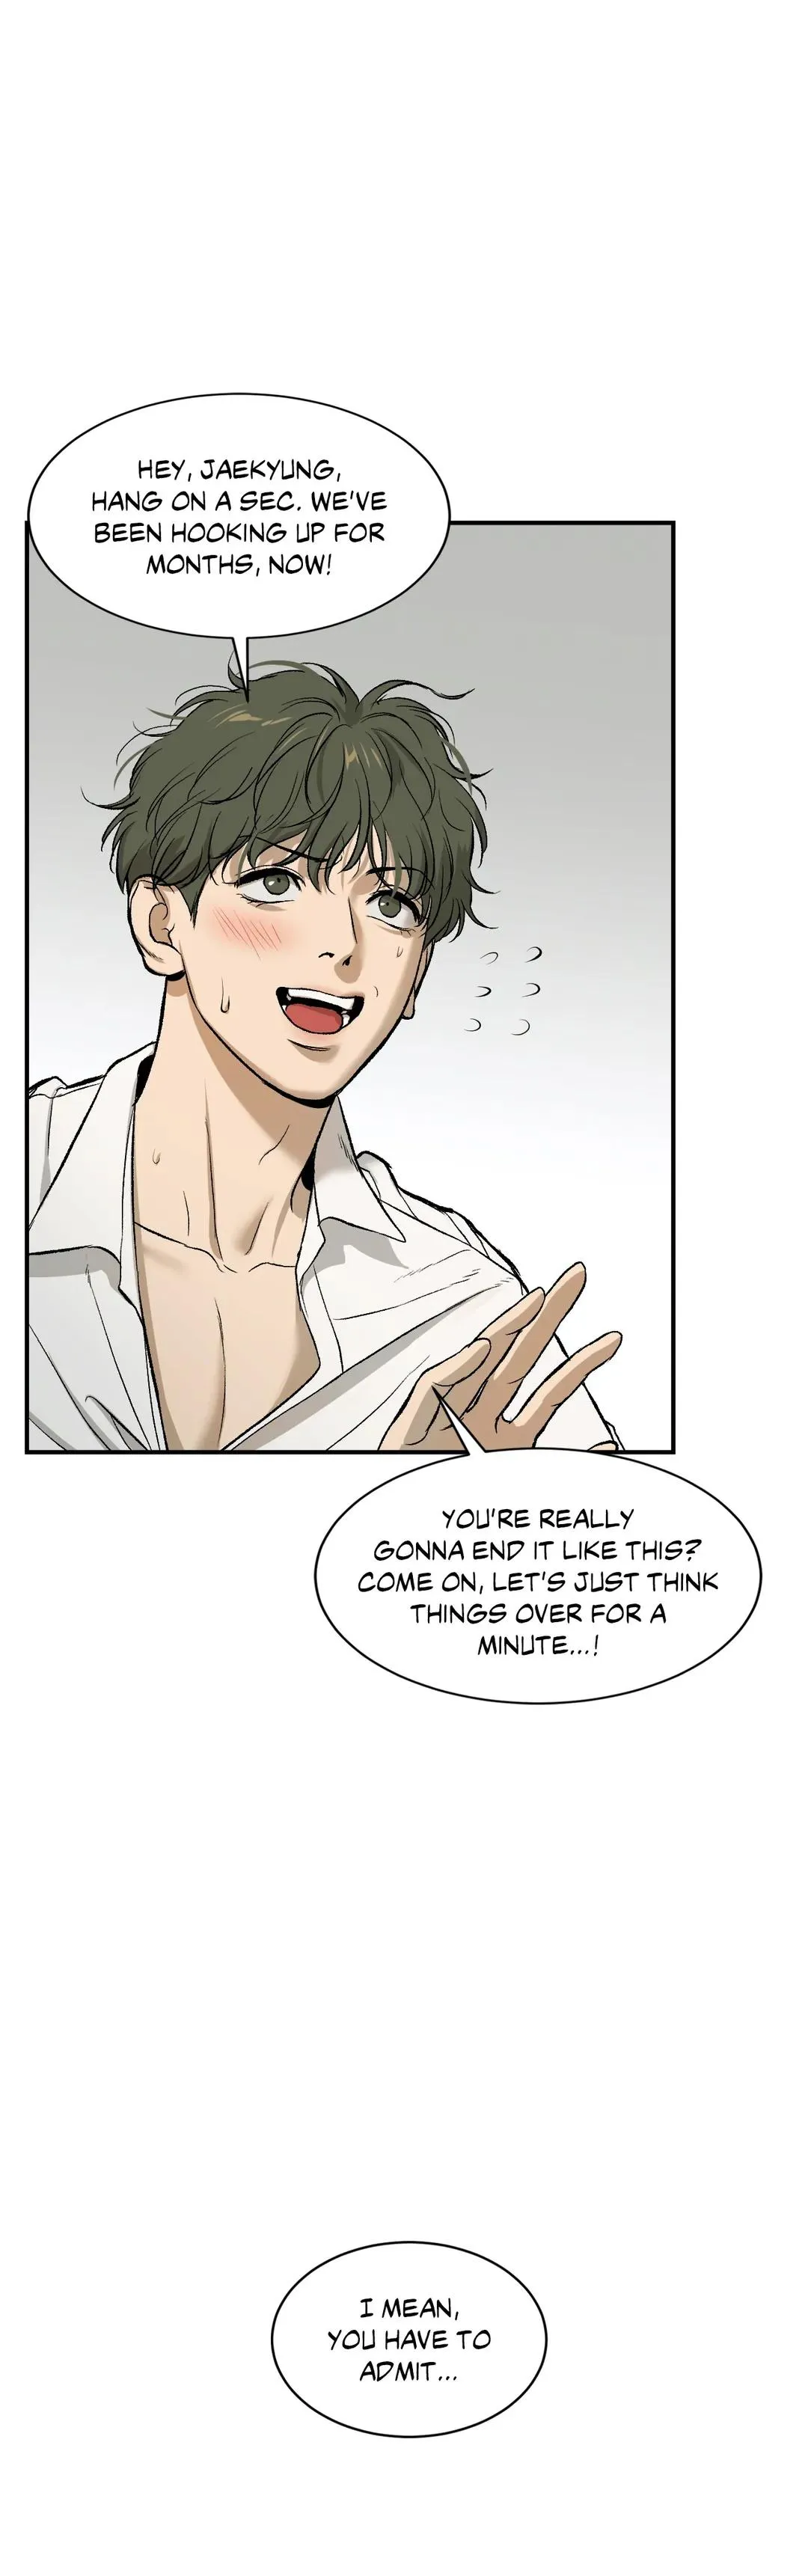 HEY, JAEKYUNG,
HANG ON A SEC. WE'VE
BEEN HOOKING UP FOR
MONTHS, NOW!
YOU'RE REALLY
GONNA END IT LIKE THIS?
COME ON, LET'S JUST THINK
THINGS OVER FOR A
MINUTE...!
I MEAN,
YOU HAVE TO
ADMIT...